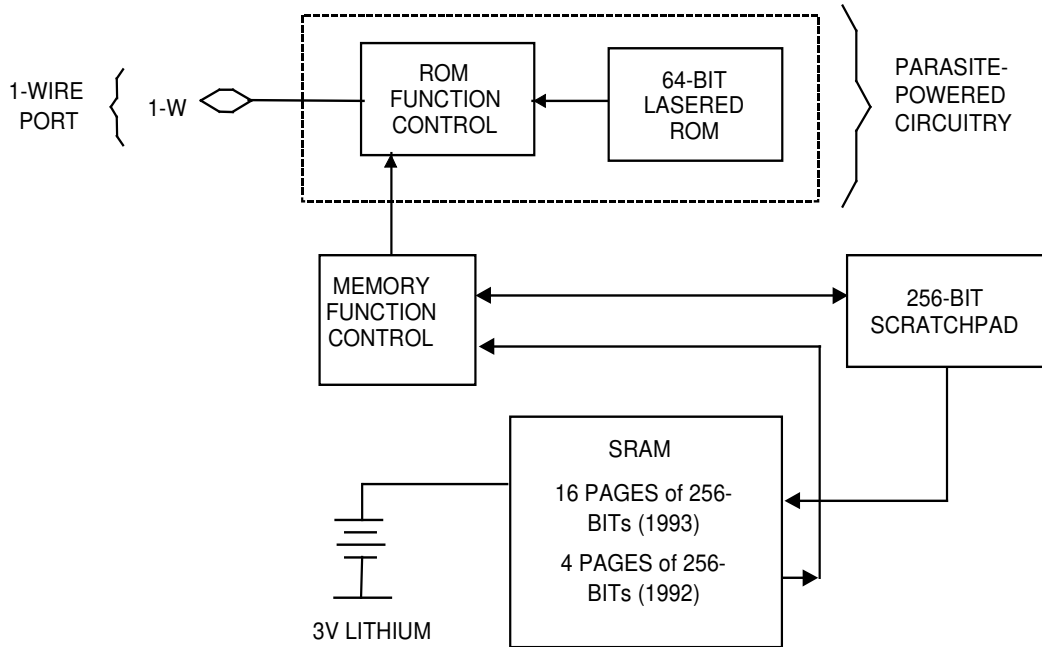 1-WIRE
PORT
1-W
ROM
FUNCTION
CONTROL
64-BIT
LASERED
ROM
PARASITE-
POWERED
CIRCUITRY
MEMORY
FUNCTION
CONTROL
256-BIT
SCRATCHPAD
SRAM
16 PAGES of 256-
BITs (1993)
4 PAGES of 256-
BITs (1992)
3V LITHIUM